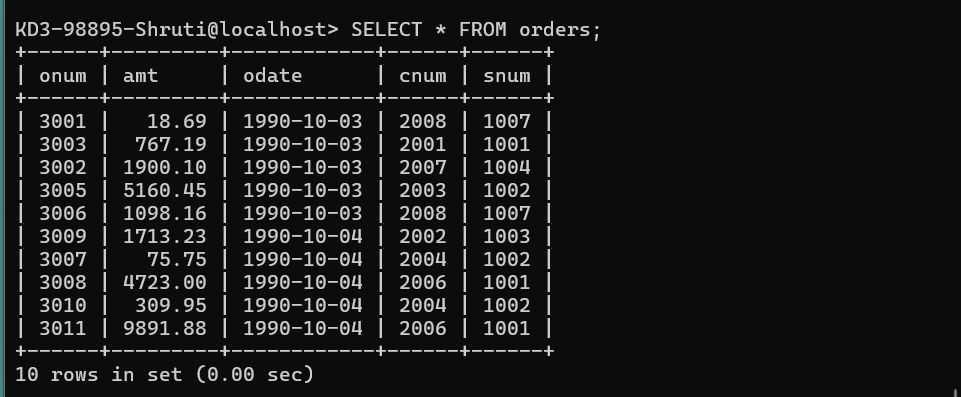 KD3-98895-Shruti@localhost> SELECT * FROM orders;
+------+---------+------------+------+------+
| onum | amt     | odate      | cnum | snum |
+------+---------+------------+------+------+
| 3001 |   18.69 | 1990-10-03 | 2008 | 1007 |
| 3003 |  767.19 | 1990-10-03 | 2001 | 1001 |
| 3002 | 1900.10 | 1990-10-03 | 2007 | 1004 |
| 3005 | 5160.45 | 1990-10-03 | 2003 | 1002 |
| 3006 | 1098.16 | 1990-10-03 | 2008 | 1007 |
| 3009 | 1713.23 | 1990-10-04 | 2002 | 1003 |
| 3007 |   75.75 | 1990-10-04 | 2004 | 1002 |
| 3008 | 4723.00 | 1990-10-04 | 2006 | 1001 |
| 3010 |  309.95 | 1990-10-04 | 2004 | 1002 |
| 3011 | 9891.88 | 1990-10-04 | 2006 | 1001 |
+------+---------+------------+------+------+
10 rows in set (0.00 sec)